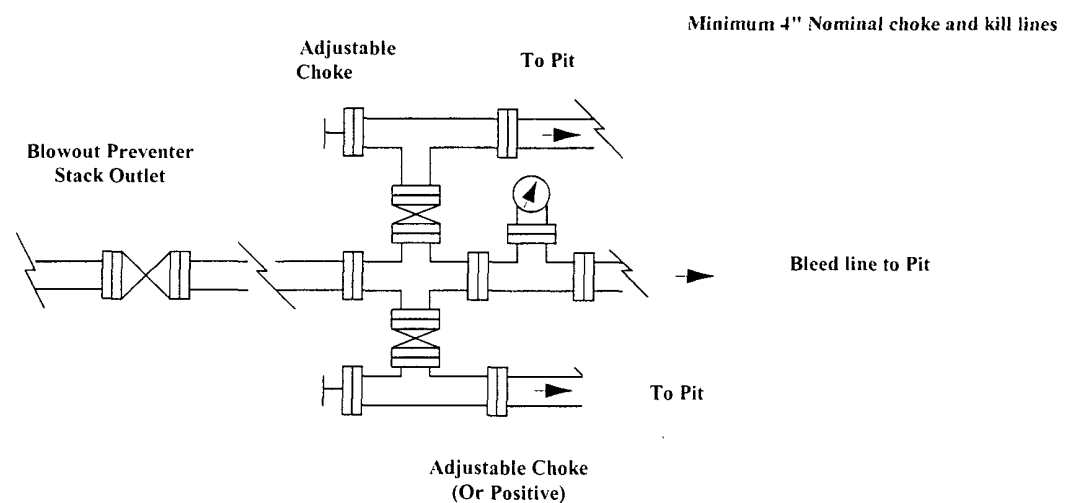 Minimum 4" Nominal choke and kill lines
Adjustable
Choke
To Pit
Blowout Preventer
Stack Outlet
Bleed line to Pit
To Pit
Adjustable Choke
(Or Positive)